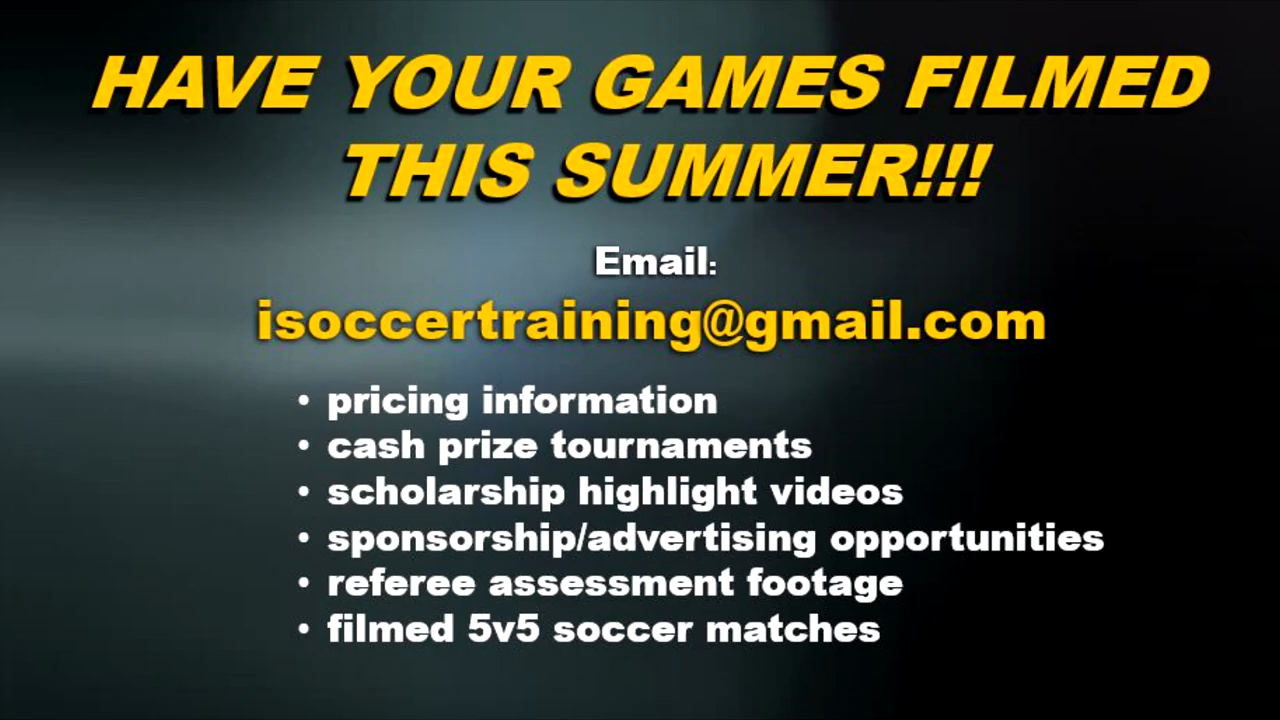 HAVE YOUR GAMES FILMED
THIS SUMMER!!!
Email:
isoccertraining@gmail.com
• pricing information
• cash prize tournaments
• scholarship highlight videos
• sponsorship/advertising opportunities
• referee assessment footage
• filmed 5v5 soccer matches